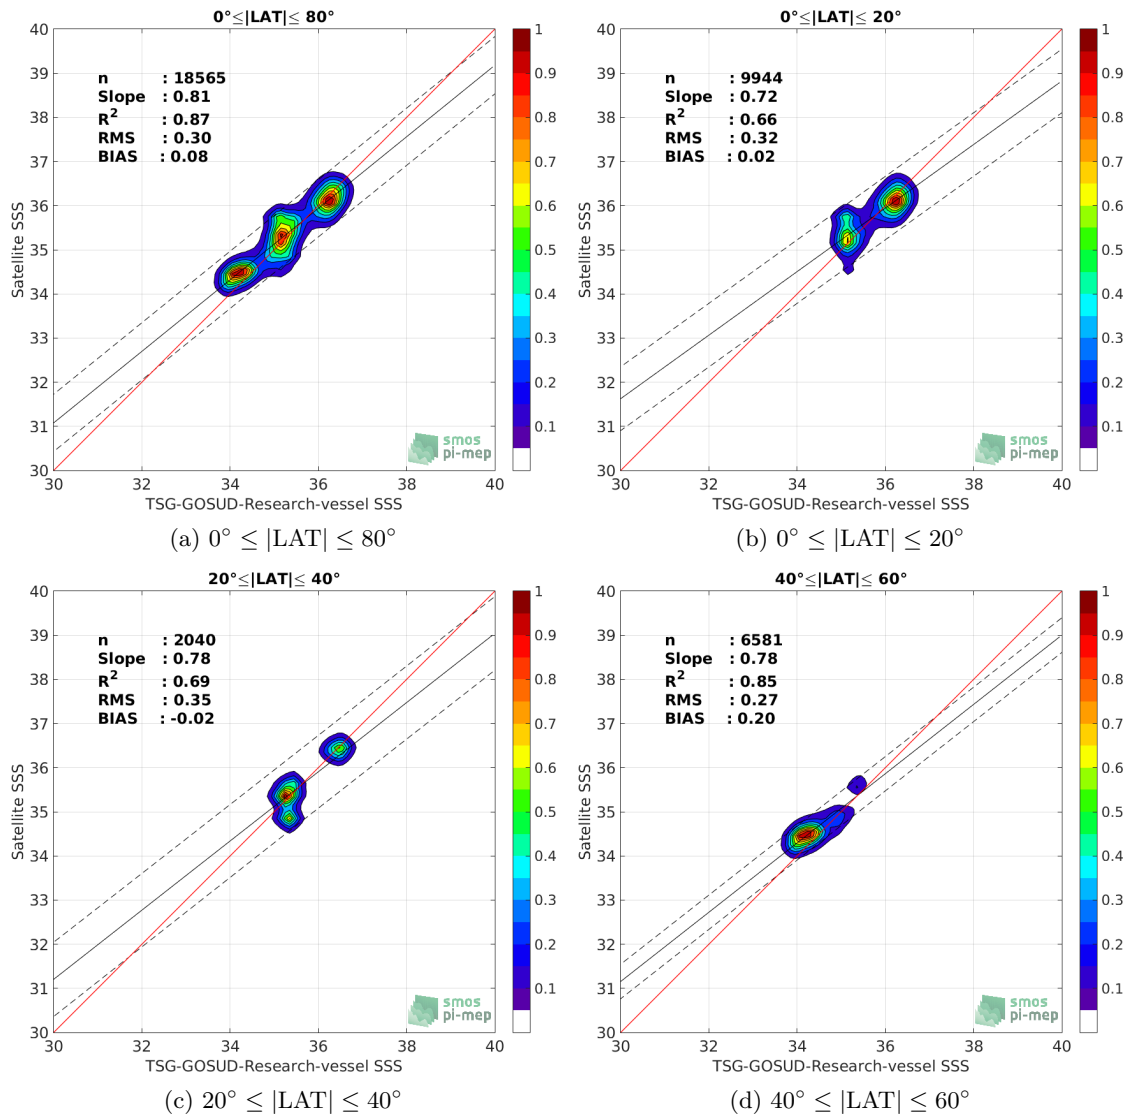 0°≤|LAT|≤ 80°
40
39
38
37
36
35
34
33
32
31
30
Satellite SSS
n : 18565
Slope : 0.81
R² : 0.87
RMS : 0.30
BIAS : 0.08
1
0.9
0.8
0.7
0.6
0.5
0.4
0.3
0.2
0.1
smos
pi-mep
30 32 34 36 38 40
TSG-GOSUD-Research-vessel SSS
(a) 0° ≤ |LAT| ≤ 80°
0°≤|LAT|≤ 20°
40
39
38
37
36
35
34
33
32
31
30
Satellite SSS
n : 9944
Slope : 0.72
R² : 0.66
RMS : 0.32
BIAS : 0.02
1
0.9
0.8
0.7
0.6
0.5
0.4
0.3
0.2
0.1
smos
pi-mep
30 32 34 36 38 40
TSG-GOSUD-Research-vessel SSS
(b) 0° ≤ |LAT| ≤ 20°
20°≤|LAT|≤ 40°
40
39
38
37
36
35
34
33
32
31
30
Satellite SSS
n : 2040
Slope : 0.78
R² : 0.69
RMS : 0.35
BIAS : -0.02
1
0.9
0.8
0.7
0.6
0.5
0.4
0.3
0.2
0.1
smos
pi-mep
30 32 34 36 38 40
TSG-GOSUD-Research-vessel SSS
(c) 20° ≤ |LAT| ≤ 40°
40°≤|LAT|≤ 60°
40
39
38
37
36
35
34
33
32
31
30
Satellite SSS
n : 6581
Slope : 0.78
R² : 0.85
RMS : 0.27
BIAS : 0.20
1
0.9
0.8
0.7
0.6
0.5
0.4
0.3
0.2
0.1
smos
pi-mep
30 32 34 36 38 40
TSG-GOSUD-Research-vessel SSS
(d) 40° ≤ |LAT| ≤ 60°